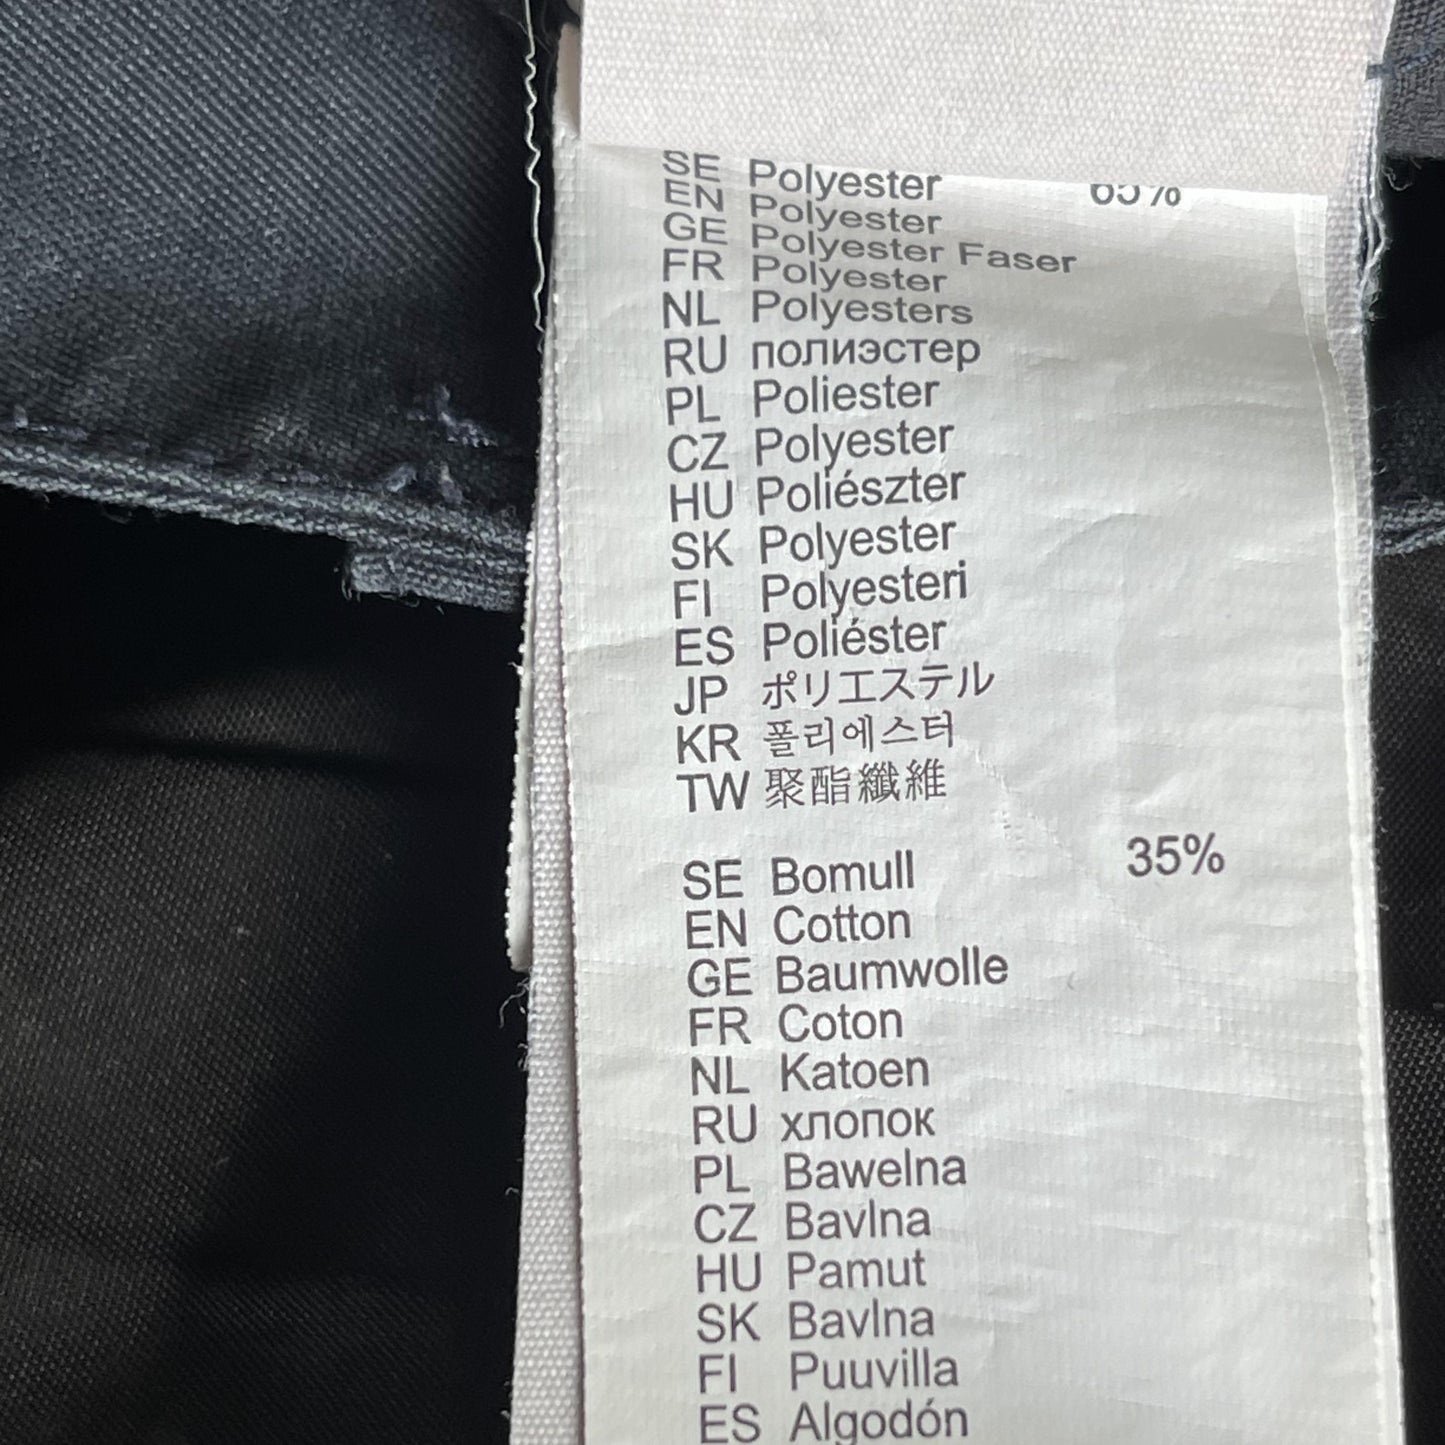 SE Polyester 65%
EN Polyester
GE Polyester Faser
FR Polyester
NL Polyesters
RU полиэстер
PL Poliester
CZ Polyester
HU Poliészter
SK Polyester
FI Polyesteri
ES Poliéster
JP ポリエステル
KR 폴리에스터
TW 聚酯纖維
SE Bomull 35%
EN Cotton
GE Baumwolle
FR Coton
NL Katoen
RU хлопок
PL Bawelna
CZ Bavlna
HU Pamut
SK Bavlna
FI Puuvilla
ES Algodón